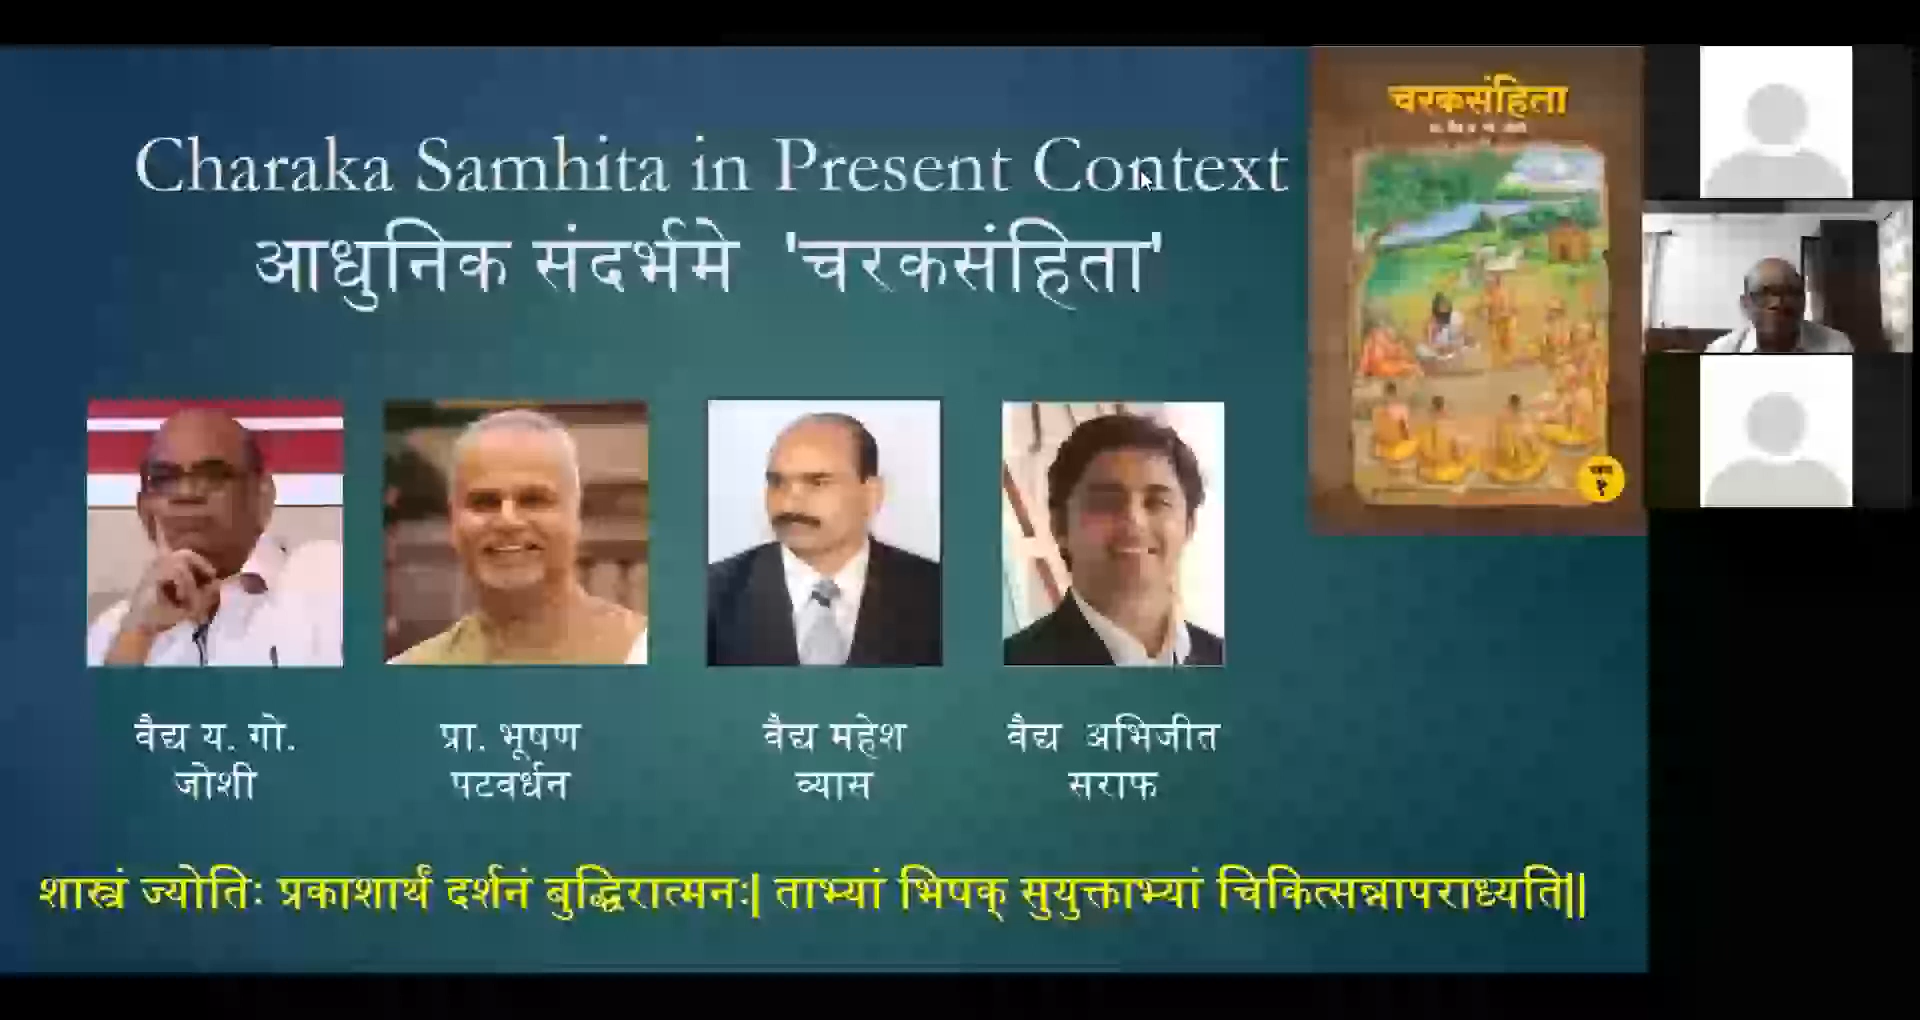 Charaka Samhita in Present Context
आधुनिक संदर्भमे 'चरकसंहिता'
चरकसंहिता
वैद्य य. गो.
जोशी
प्रा. भूषण
पटवर्धन
वैद्य महेश
व्यास
वैद्य अभिजीत
सराफ
शास्त्रं ज्योतिः प्रकाशार्थं दर्शनं बुद्धिरात्मनः| ताभ्यां भिषक् सुयुक्ताभ्यां चिकित्सन्नापराध्यति||